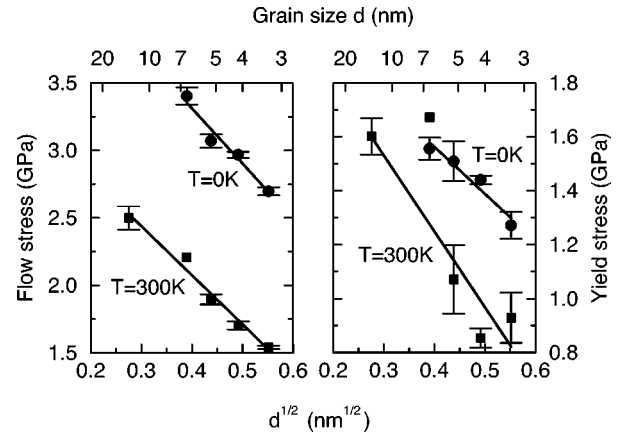 Grain size d (nm)
20 10 7 5 4 3 20 10 7 5 4 3
3.5 1.8
3.0 1.6
2.5 1.4
2.0 1.2
1.5 1.0
0.8
Flow stress (GPa)
Yield stress (GPa)
T=0K
T=300K
T=0K
T=300K
0.2 0.3 0.4 0.5 0.6 0.2 0.3 0.4 0.5 0.6
d^1/2 (nm^1/2)